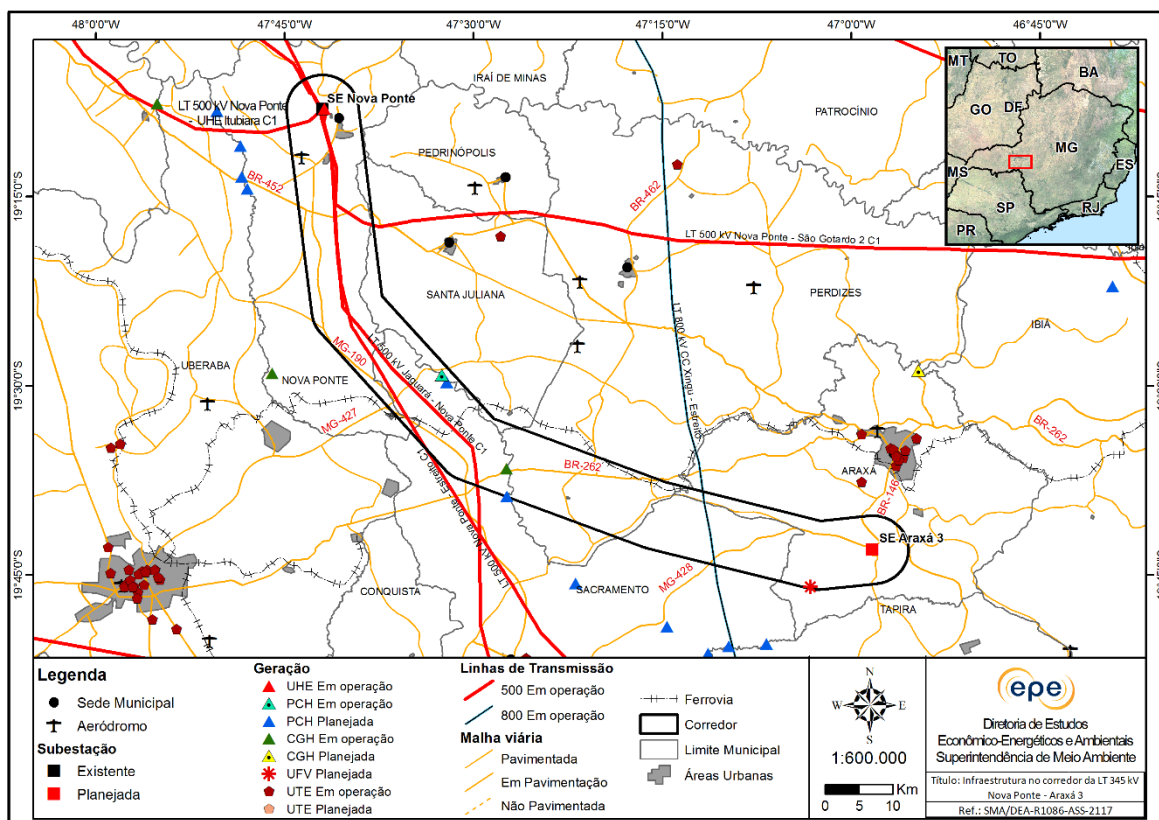 48°0'0"O
47°45'0"O
47°30'0"O
47°15'0"O
47°0'0"O
46°45'0"O
IRAÍ DE MINAS
SE Nova Ponte
LT 500 kV Nova Ponte
- UHE Itubiara C1
PATROCÍNIO
PEDRINÓPOLIS
BR-452
BR-462
19°15'0"S
LT 500 kV Nova Ponte - São Gotardo 2 C1
SANTA JULIANA
PERDIZES
IBIÁ
LT 800 kV CC Xingú - Estreito
UBERABA
NOVA PONTE
MG-190
LT 500 kV Jaguara - Nova Ponte C1
19°30'0"S
MG-427
BR-262
BR-262
ARAXÁ
BR-146
LT 500 kV Nova Ponte - Estreito C1
SE Araxá 3
19°45'0"S
CONQUISTA
SACRAMENTO
MG-428
TAPIRA
MT
TO
BA
GO
DF
MG
ES
MS
SP
RJ
PR
Legenda
Sede Municipal
Aeródromo
Subestação
Existente
Planejada
Geração
UHE Em operação
PCH Em operação
PCH Planejada
CGH Em operação
CGH Planejada
UFV Planejada
UTE Em operação
UTE Planejada
Linhas de Transmissão
500 Em operação
800 Em operação
Malha viária
Pavimentada
Em Pavimentação
Não Pavimentada
Ferrovia
Corredor
Limite Municipal
Áreas Urbanas
N
W
E
S
1:600.000
Km
0 5 10
epe
Diretoria de Estudos
Econômico-Energéticos e Ambientais
Superintendência de Meio Ambiente
Título: Infraestrutura no corredor da LT 345 kV
Nova Ponte - Araxá 3
Ref.: SMA/DEA-R1086-ASS-2117